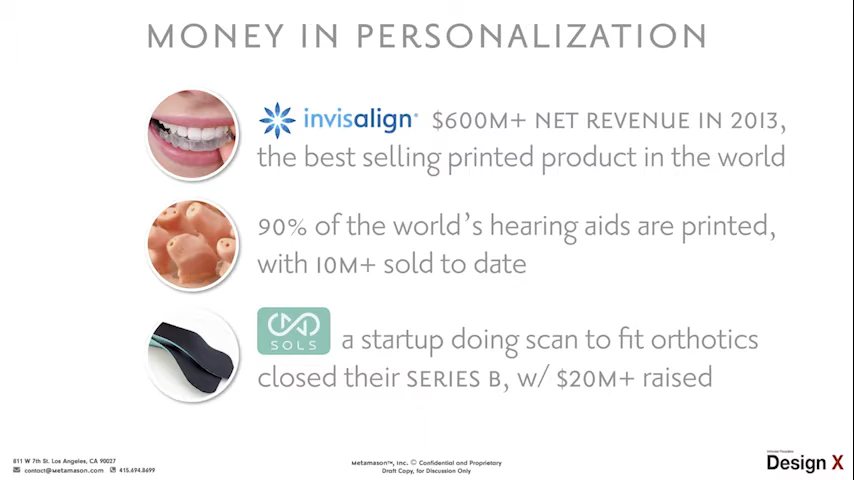 MONEY IN PERSONALIZATION
invisalign® $600M+ NET REVENUE IN 2013,
the best selling printed product in the world
90% of the world's hearing aids are printed,
with 10M+ sold to date
SOLS
a startup doing scan to fit orthotics
closed their SERIES B, w/ $20M+ raised
811 W 7th St. Los Angeles, CA 90027
contact@metamason.com 415.694.8699
Metamason™, Inc. © Confidential and Proprietary
Draft Copy, for Discussion Only
Design X